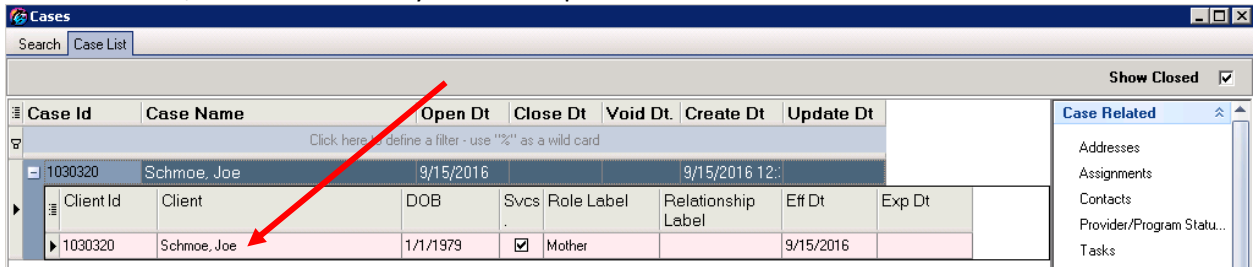 Cases
Search Case List
Show Closed
Case Id Case Name Open Dt Close Dt Void Dt. Create Dt Update Dt
Click here to define a filter - use "%" as a wild card
1030320 Schmoe, Joe 9/15/2016 9/15/2016 12:
Client Id Client DOB Svcs Role Label Relationship Eff Dt Exp Dt
. Label
1030320 Schmoe, Joe 1/1/1979 Mother 9/15/2016
Case Related
Addresses
Assignments
Contacts
Provider/Program Statu...
Tasks